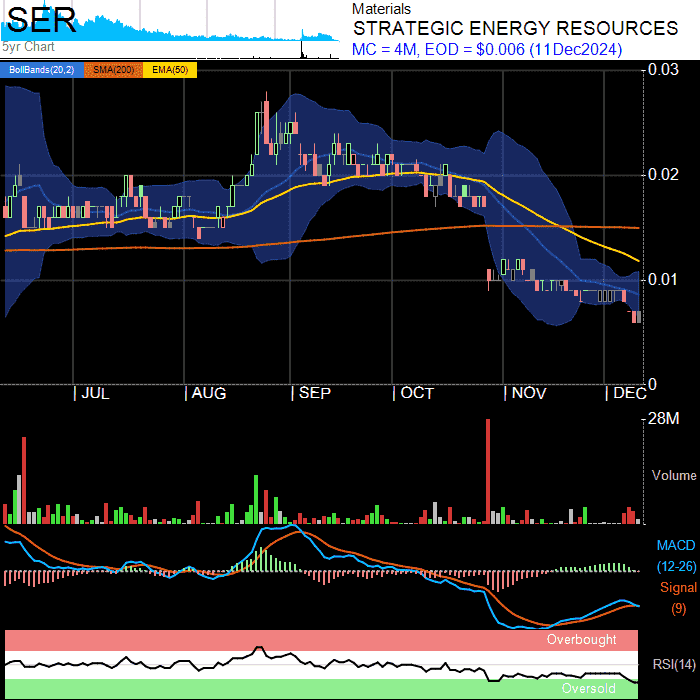 SER
5yr Chart
Materials
STRATEGIC ENERGY RESOURCES
MC = 4M, EOD = $0.006 (11Dec2024)
BollBands(20,2) SMA(200) EMA(50)
0.03
0.02
0.01
0
| JUL | AUG | SEP | OCT | NOV | DEC
28M
Volume
MACD
(12-26)
Signal
(9)
Overbought
RSI(14)
Oversold